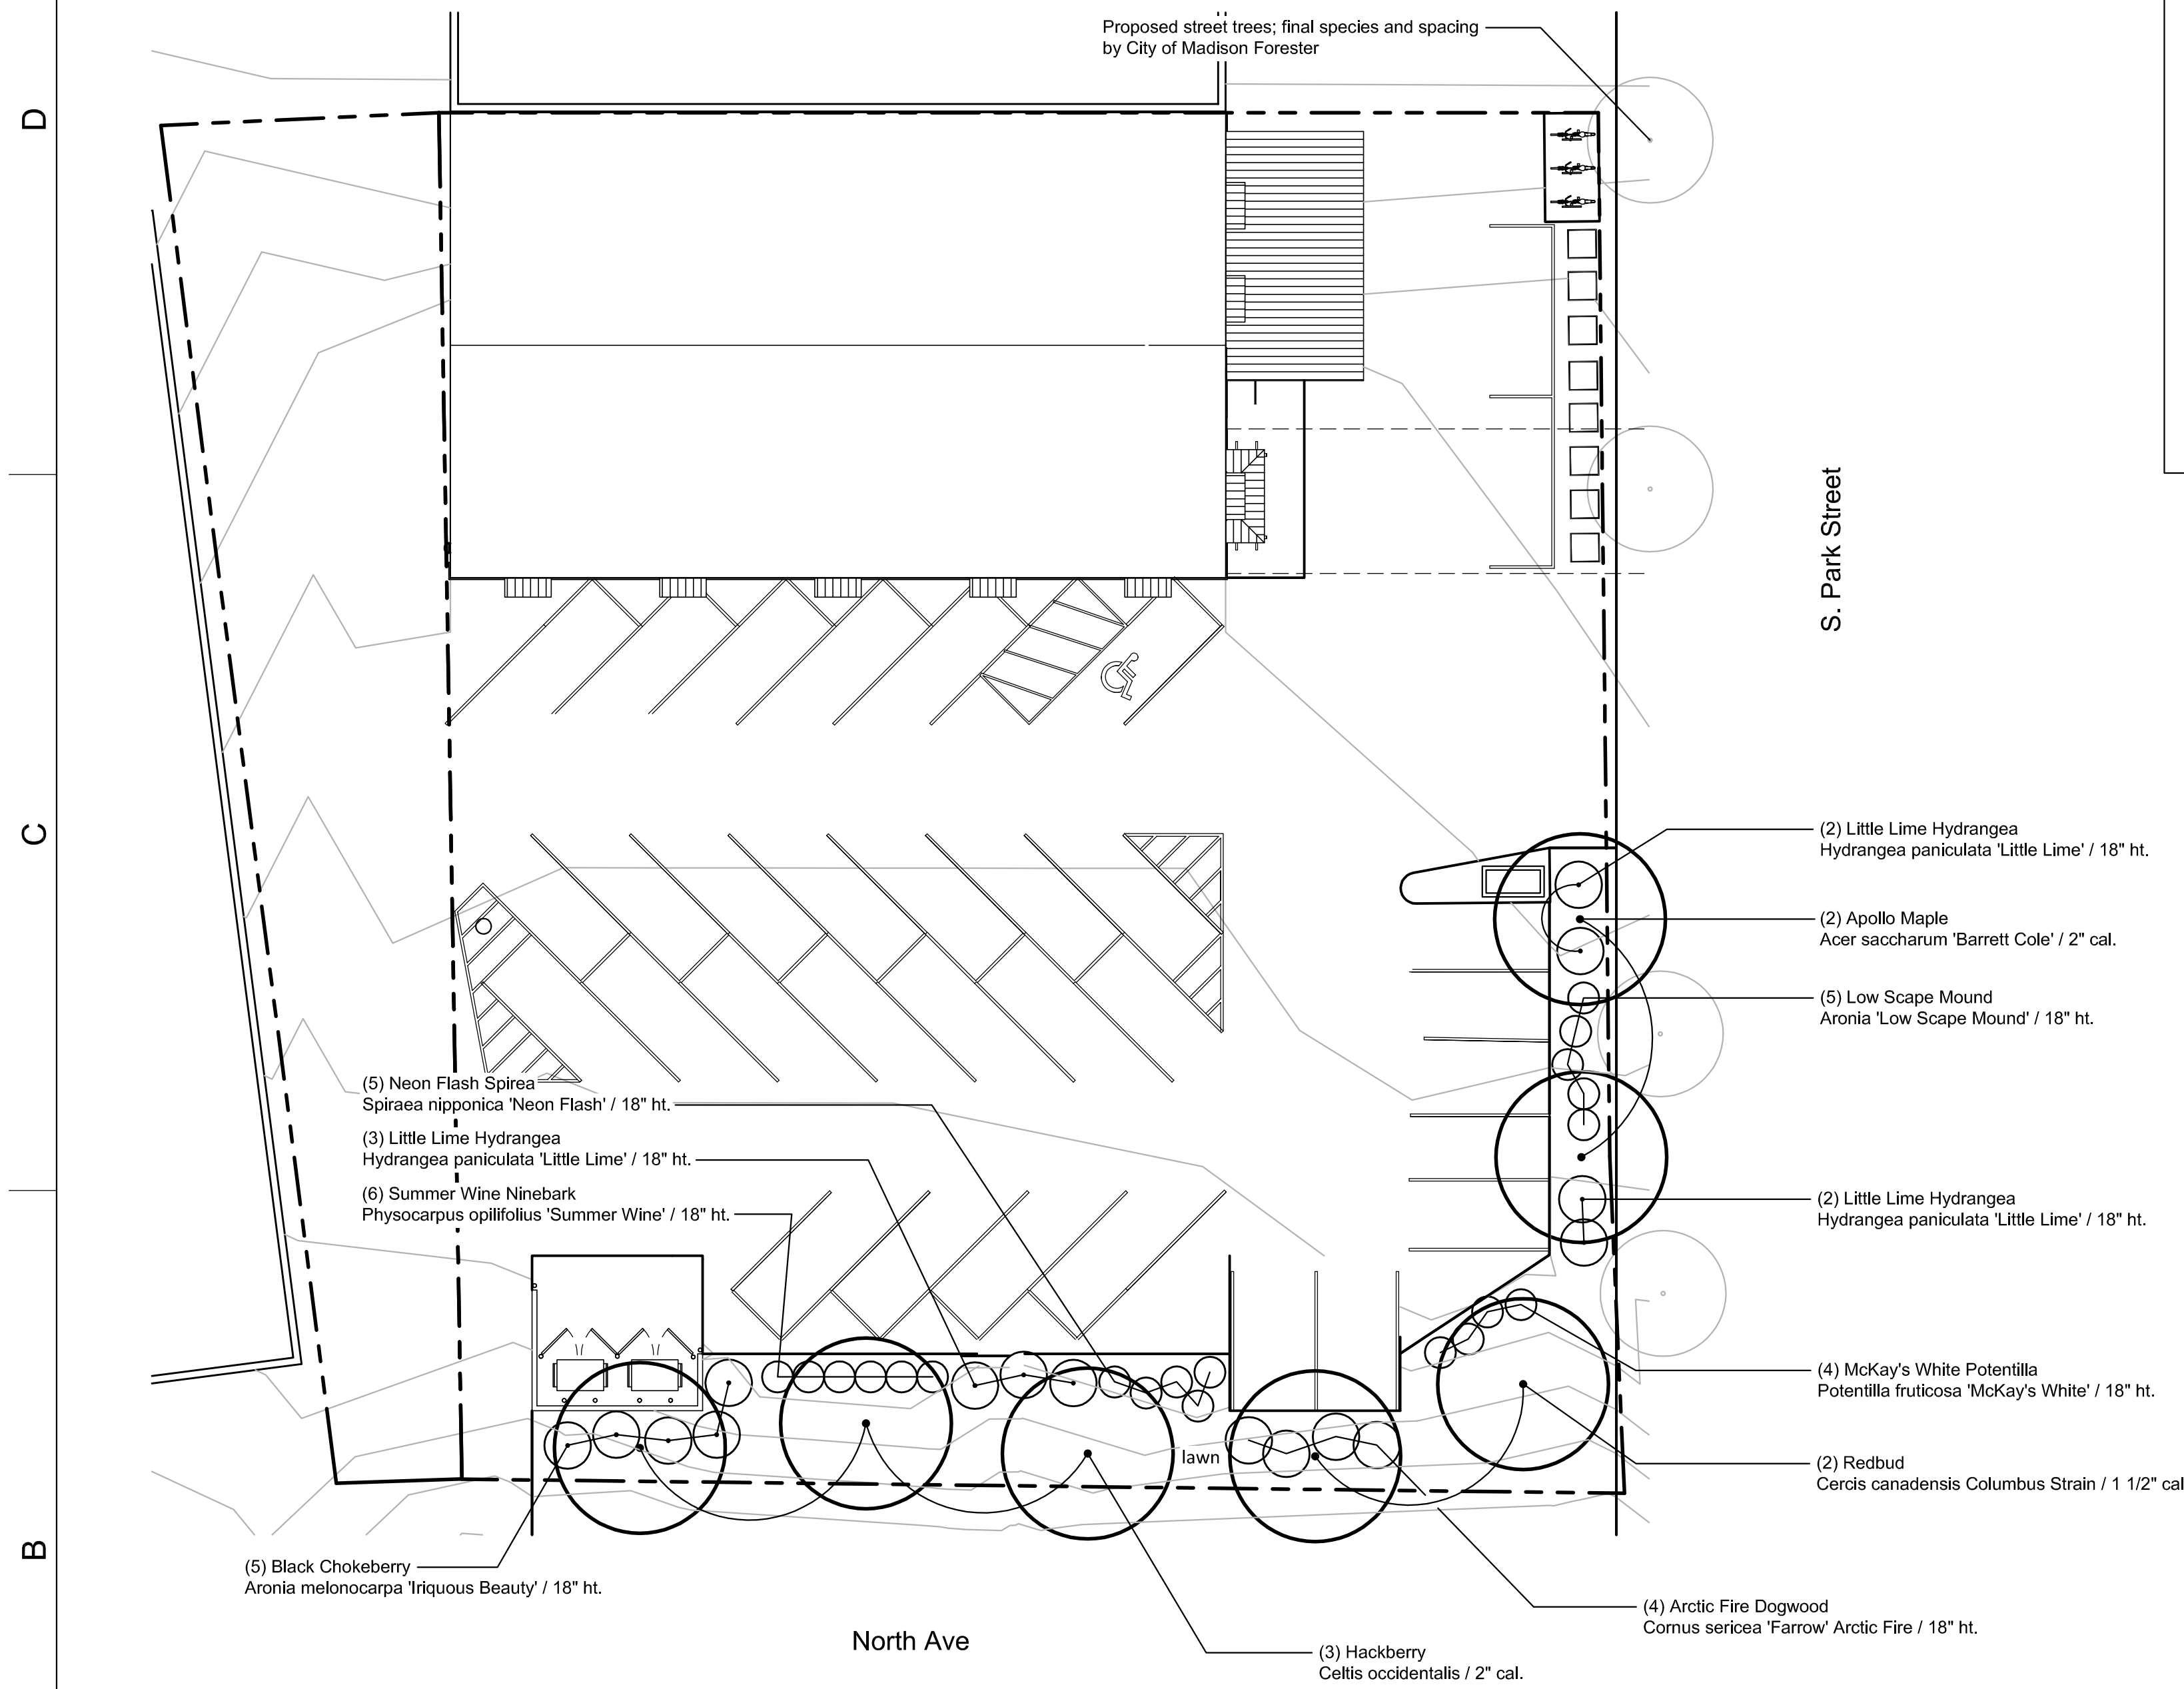 Proposed street trees; final species and spacing
by City of Madison Forester
D
S. Park Street
C
(2) Little Lime Hydrangea
Hydrangea paniculata 'Little Lime' / 18" ht.
(2) Apollo Maple
Acer saccharum 'Barrett Cole' / 2" cal.
(5) Low Scape Mound
Aronia 'Low Scape Mound' / 18" ht.
(5) Neon Flash Spirea
Spiraea nipponica 'Neon Flash' / 18" ht.
(3) Little Lime Hydrangea
Hydrangea paniculata 'Little Lime' / 18" ht.
(6) Summer Wine Ninebark
Physocarpus opilifolius 'Summer Wine' / 18" ht.
(2) Little Lime Hydrangea
Hydrangea paniculata 'Little Lime' / 18" ht.
(4) McKay's White Potentilla
Potentilla fruticosa 'McKay's White' / 18" ht.
lawn
(2) Redbud
Cercis canadensis Columbus Strain / 1 1/2" cal
B
(5) Black Chokeberry
Aronia melonocarpa 'Iriquous Beauty' / 18" ht.
(4) Arctic Fire Dogwood
Cornus sericea 'Farrow' Arctic Fire / 18" ht.
North Ave
(3) Hackberry
Celtis occidentalis / 2" cal.